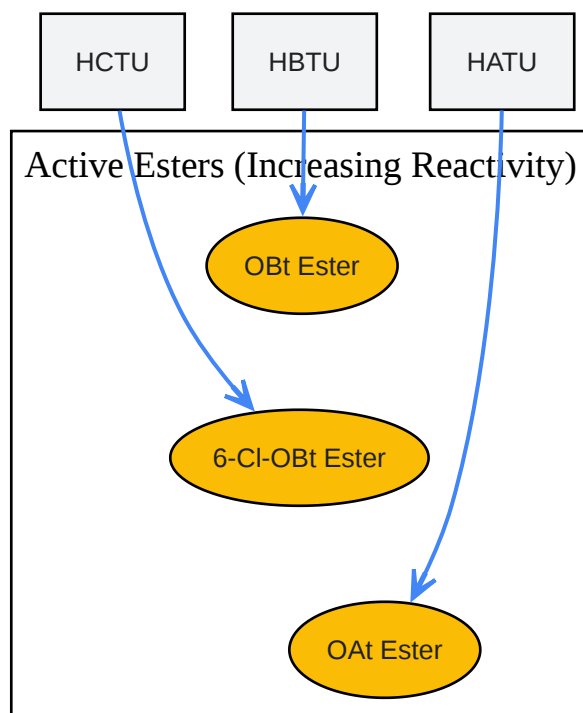 HCTU
HBTU
HATU
Active Esters (Increasing Reactivity)
OBt Ester
6-Cl-OBt Ester
OAt Ester